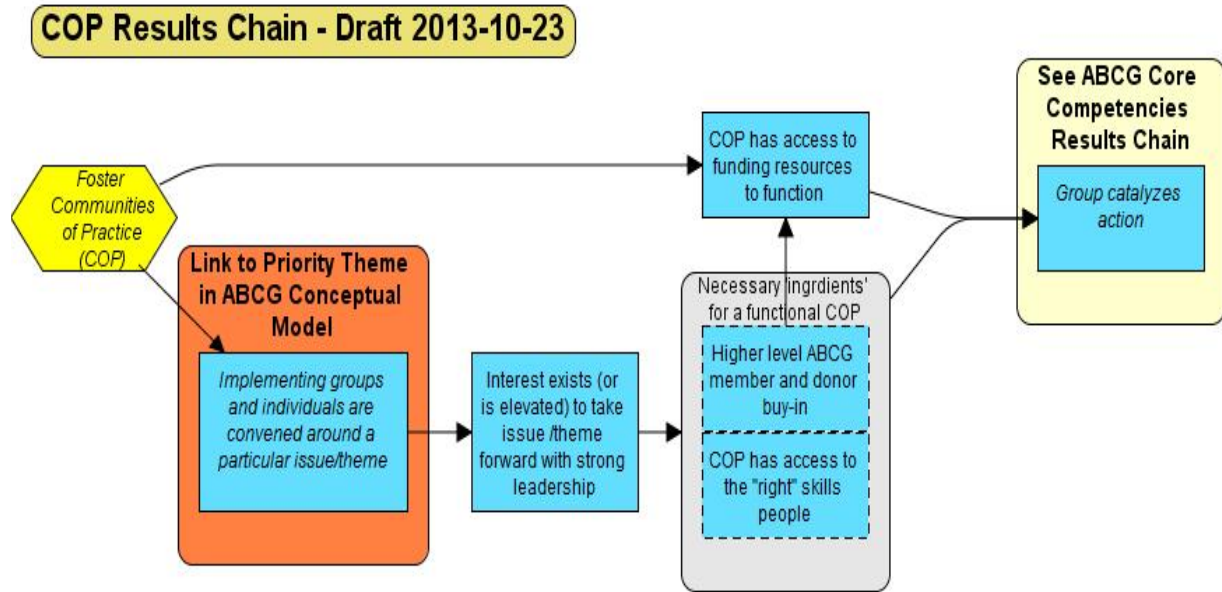 COP Results Chain - Draft 2013-10-23
Foster
Communities
of Practice
(COP)
Link to Priority Theme
in ABCG Conceptual
Model
Implementing groups
and individuals are
convened around a
particular issue/theme
Interest exists (or
is elevated) to take
issue /theme
forward with strong
leadership
COP has access to
funding resources
to function
Necessary 'ingrdients'
for a functional COP
Higher level ABCG
member and donor
buy-in
COP has access to
the "right" skills
people
See ABCG Core
Competencies
Results Chain
Group catalyzes
action